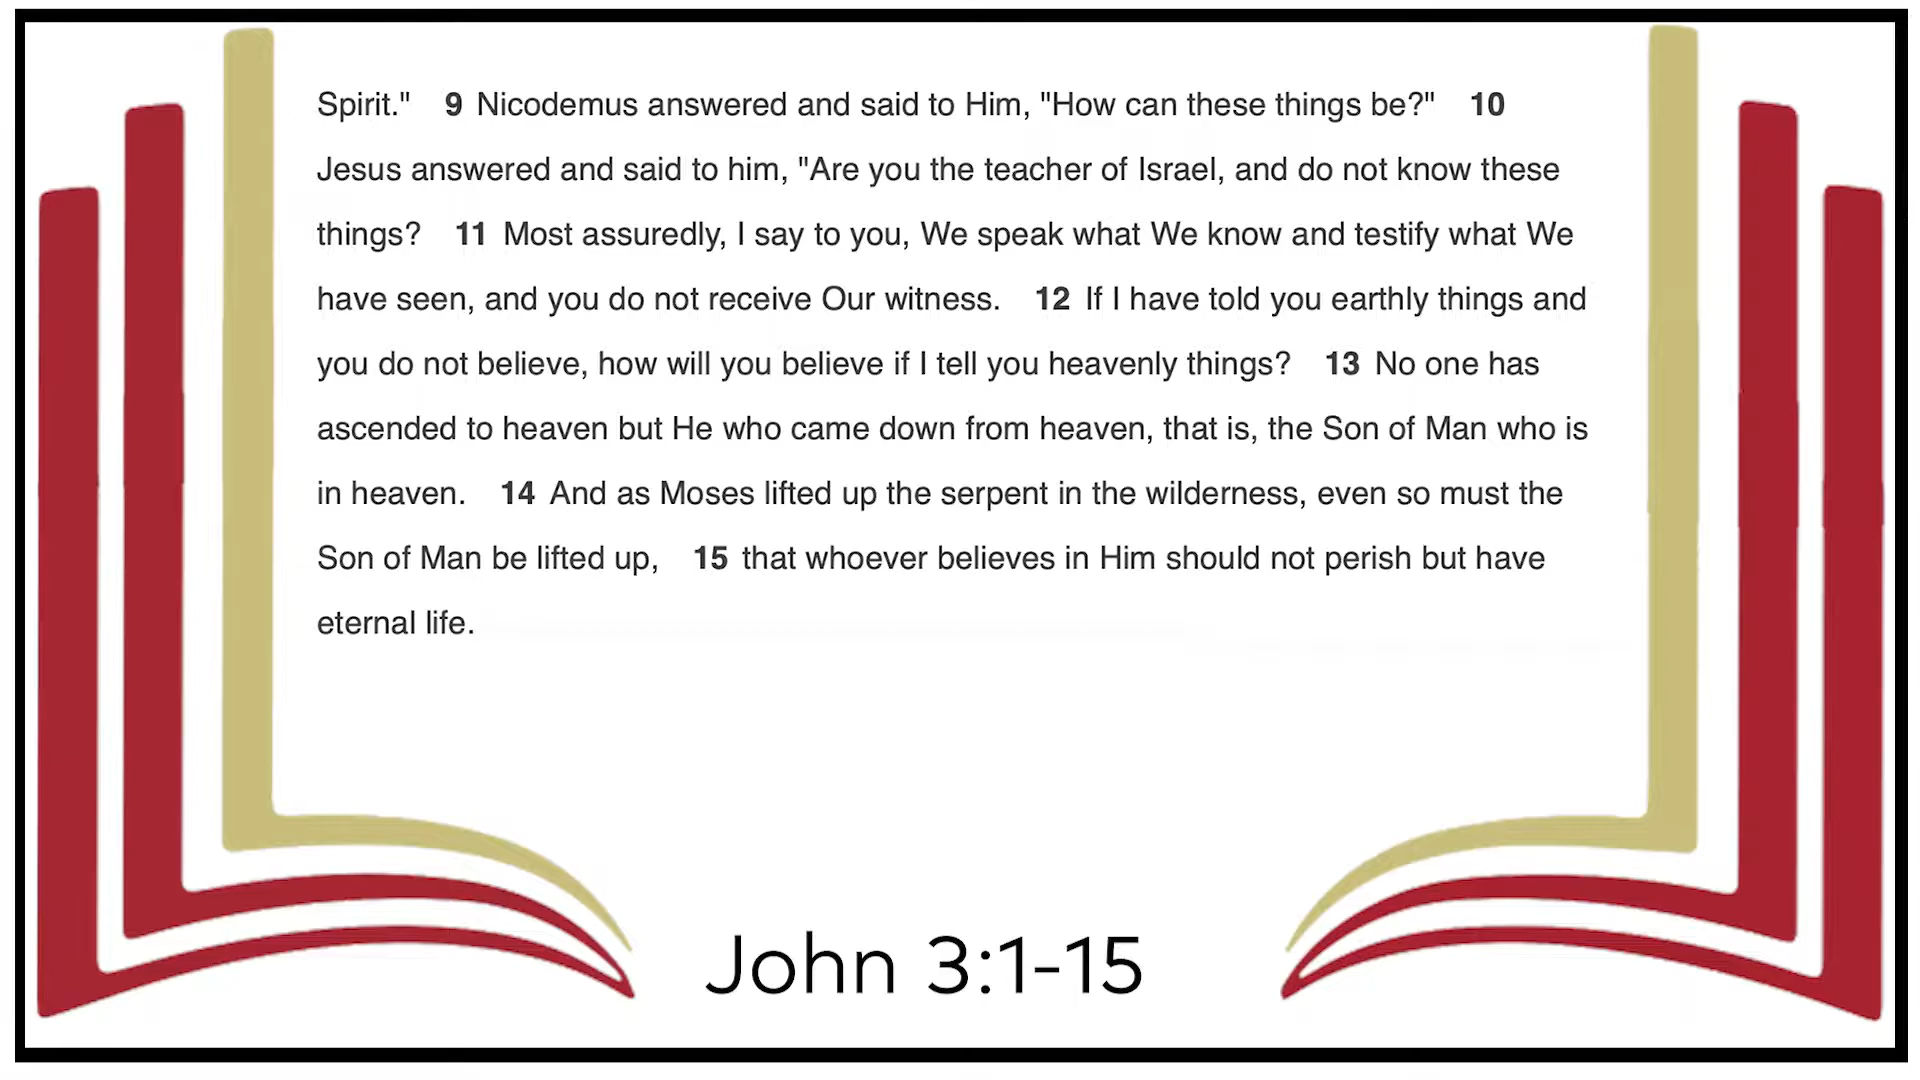 Spirit." 9 Nicodemus answered and said to Him, "How can these things be?" 10
Jesus answered and said to him, "Are you the teacher of Israel, and do not know these
things? 11 Most assuredly, I say to you, We speak what We know and testify what We
have seen, and you do not receive Our witness. 12 If I have told you earthly things and
you do not believe, how will you believe if I tell you heavenly things? 13 No one has
ascended to heaven but He who came down from heaven, that is, the Son of Man who is
in heaven. 14 And as Moses lifted up the serpent in the wilderness, even so must the
Son of Man be lifted up, 15 that whoever believes in Him should not perish but have
eternal life.
John 3:1-15